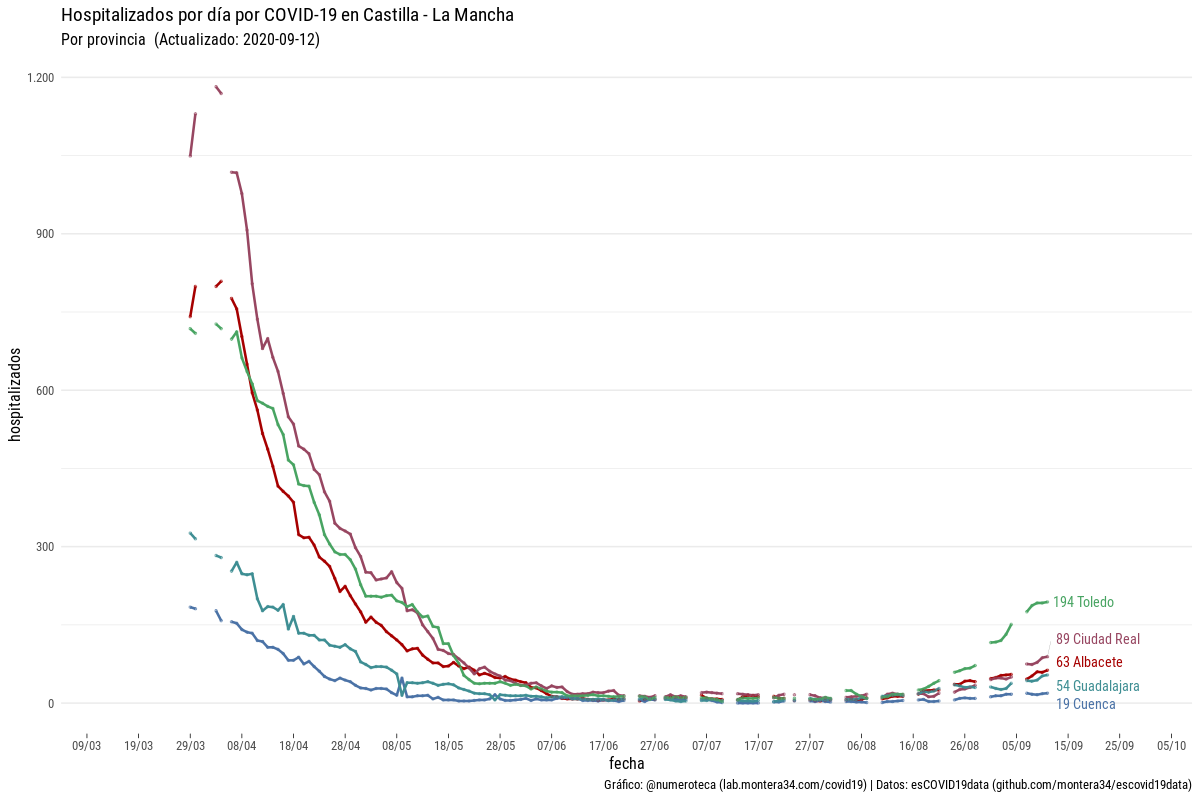 Hospitalizados por día por COVID-19 en Castilla - La Mancha
Por provincia (Actualizado: 2020-09-12)
hospitalizados
1.200
900
600
300
0
194 Toledo
89 Ciudad Real
63 Albacete
54 Guadalajara
19 Cuenca
09/03 19/03 29/03 08/04 18/04 28/04 08/05 18/05 28/05 07/06 17/06 27/06 07/07 17/07 27/07 06/08 16/08 26/08 05/09 15/09 25/09 05/10
fecha
Gráfico: @numeroteca (lab.montera34.com/covid19) | Datos: esCOVID19data (github.com/montera34/escovid19data)